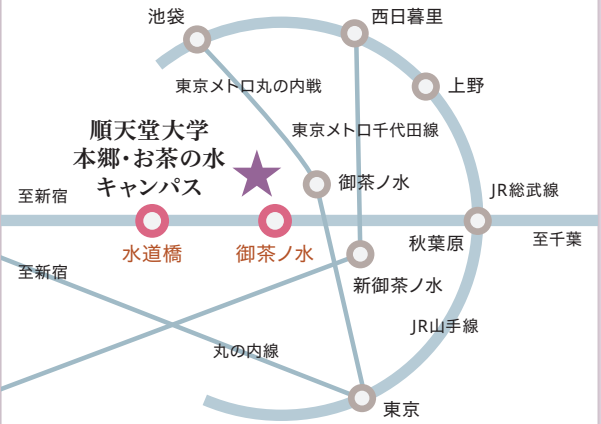 池袋
西日暮里
上野
東京メトロ丸の内戦
東京メトロ千代田線
順天堂大学
本郷・お茶の水
キャンパス
御茶ノ水
JR総武線
至新宿
水道橋
御茶ノ水
秋葉原
至千葉
至新宿
新御茶ノ水
JR山手線
丸の内線
東京